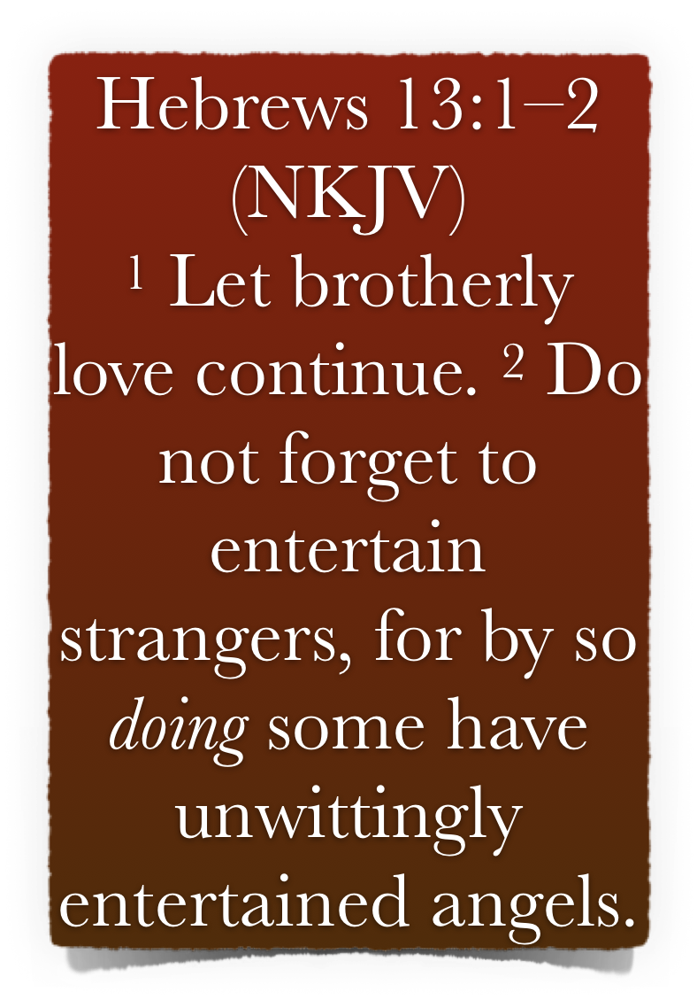 Hebrews 13:1–2
(NKJV)
¹ Let brotherly
love continue. ² Do
not forget to
entertain
strangers, for by so
doing some have
unwittingly
entertained angels.